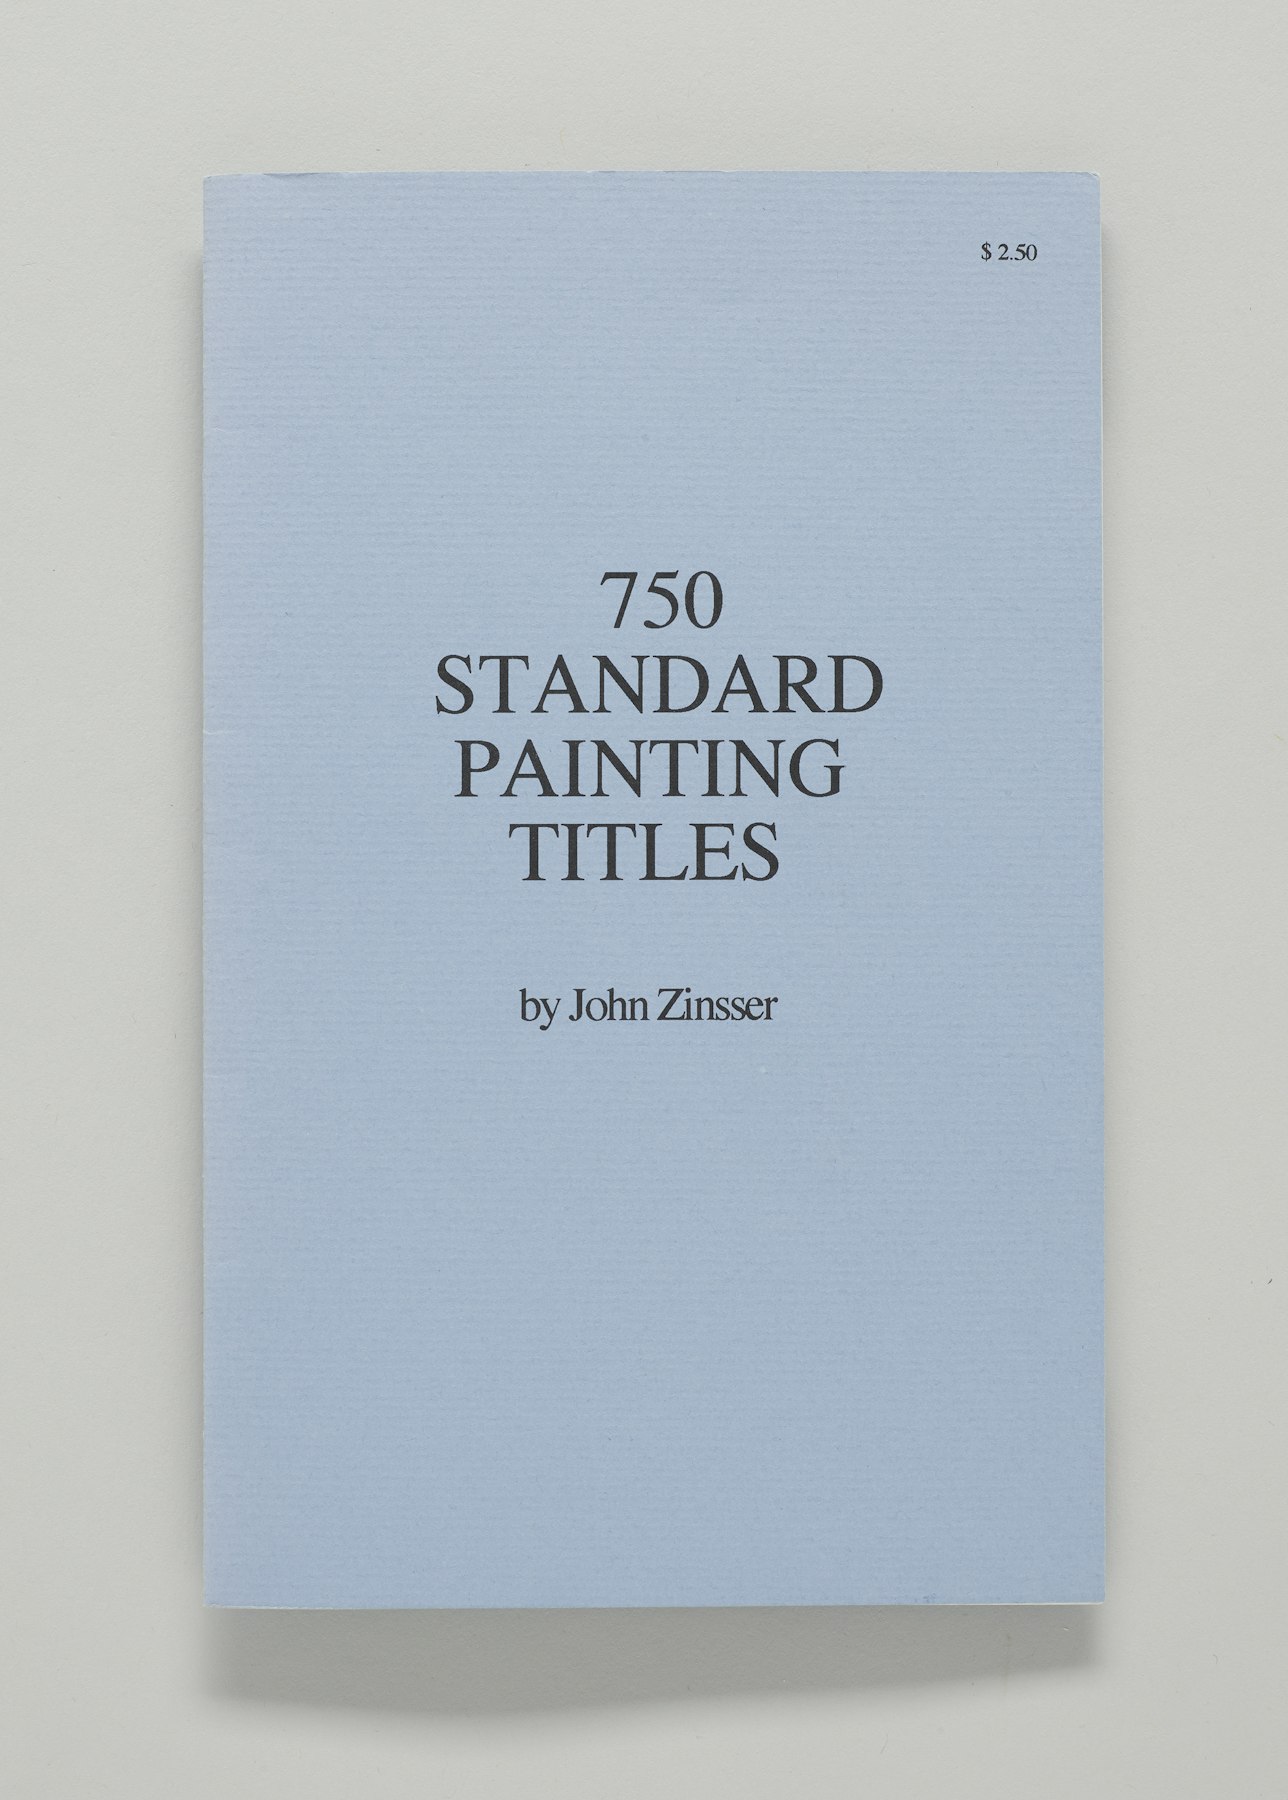 $ 2.50
750
STANDARD
PAINTING
TITLES
by John Zinsser